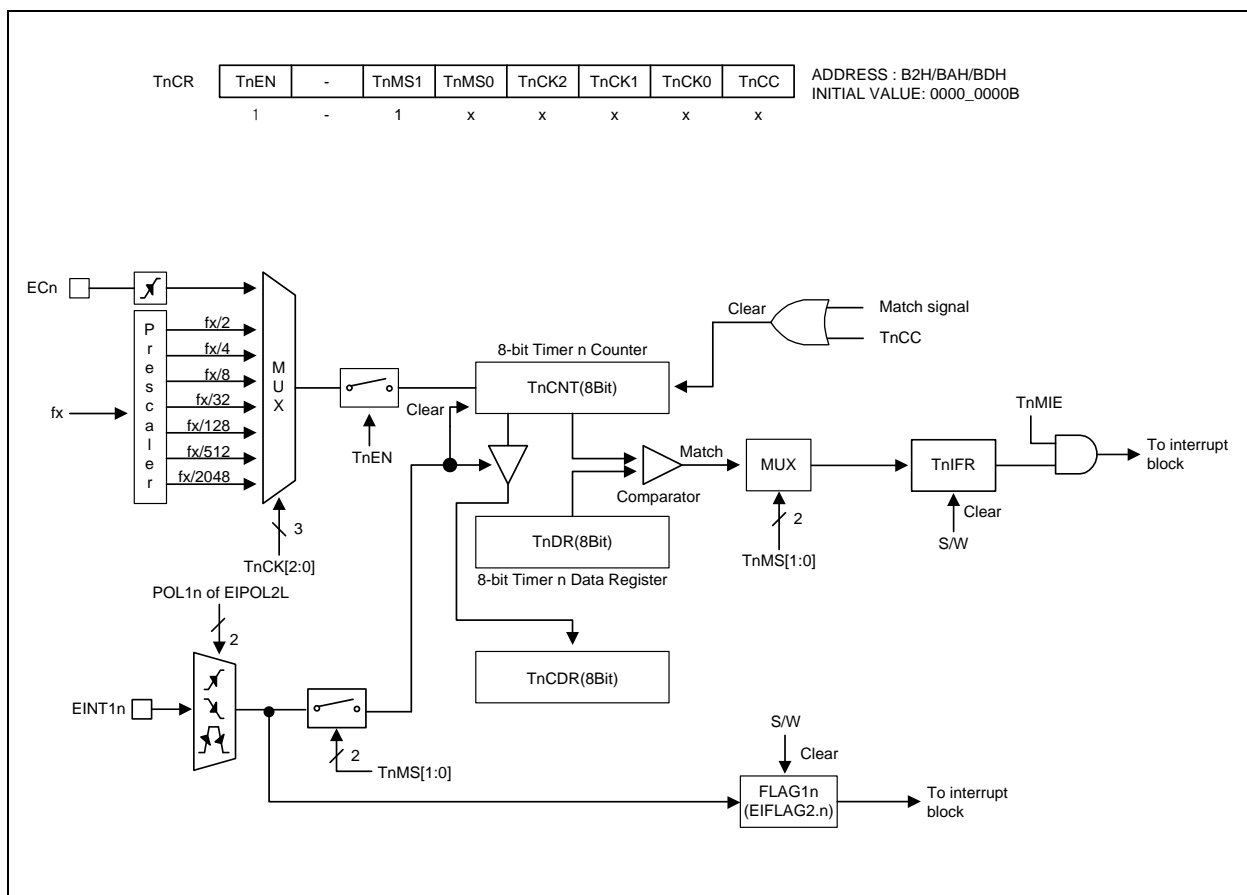 TnCR TnEN - TnMS1 TnMS0 TnCK2 TnCK1 TnCK0 TnCC
ADDRESS : B2H/BAH/BDH
INITIAL VALUE: 0000_0000B
1 - 1 x x x x x
ECn
Prescaler
fx/2
fx/4
fx/8
fx/32
fx/128
fx/512
fx/2048
fx
MUX
3
TnCK[2:0]
TnEN
Clear
8-bit Timer n Counter
TnCNT(8Bit)
Clear
Match signal
TnCC
Match
Comparator
TnDR(8Bit)
8-bit Timer n Data Register
TnCDR(8Bit)
MUX
2
TnMS[1:0]
TnIFR
Clear
S/W
TnMIE
To interrupt
block
POL1n of EIPOL2L
2
EINT1n
2
TnMS[1:0]
S/W
Clear
FLAG1n
(EIFLAG2.n)
To interrupt
block